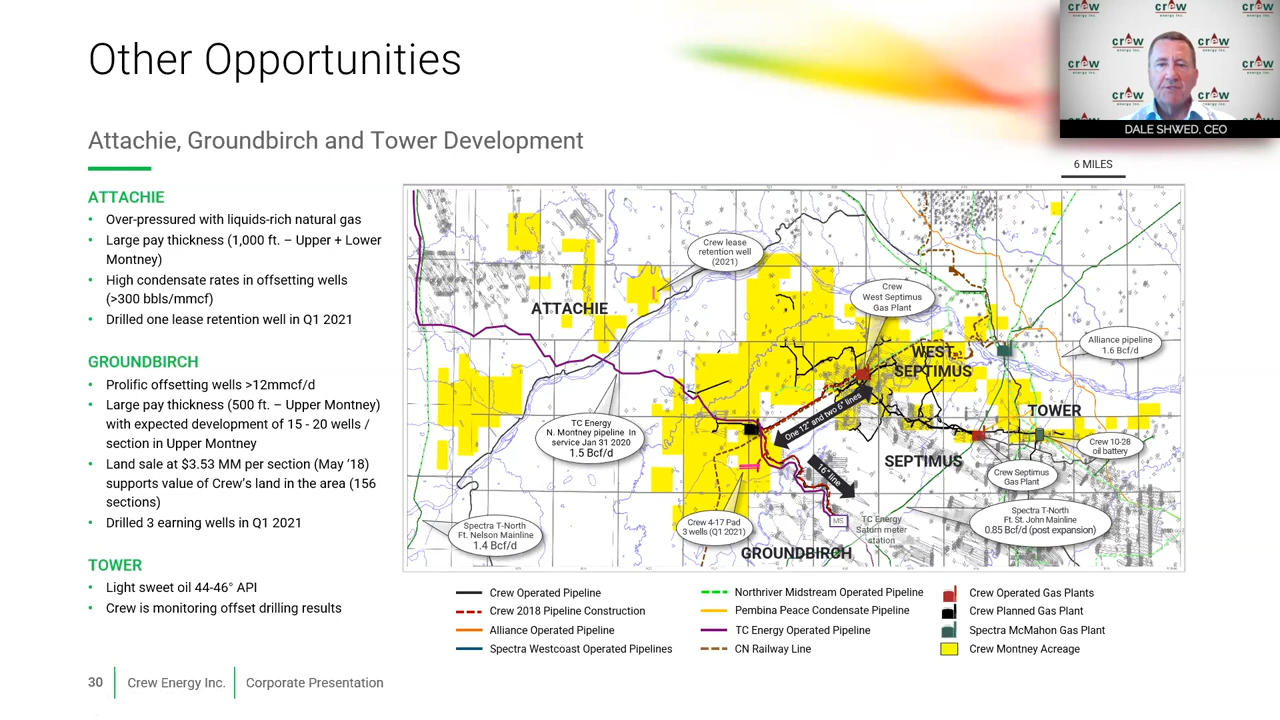 Other Opportunities
crew
energy inc.
DALE SHWED, CEO
Attachie, Groundbirch and Tower Development
6 MILES
ATTACHIE
• Over-pressured with liquids-rich natural gas
• Large pay thickness (1,000 ft. – Upper + Lower
Montney)
• High condensate rates in offsetting wells
(>300 bbls/mmcf)
• Drilled one lease retention well in Q1 2021
GROUNDBIRCH
• Prolific offsetting wells >12mmcf/d
• Large pay thickness (500 ft. – Upper Montney)
with expected development of 15 - 20 wells /
section in Upper Montney
• Land sale at $3.53 MM per section (May ‘18)
supports value of Crew’s land in the area (156
sections)
• Drilled 3 earning wells in Q1 2021
TOWER
• Light sweet oil 44-46° API
• Crew is monitoring offset drilling results
Crew lease
retention well
(2021)
ATTACHIE
Crew
West Septimus
Gas Plant
WEST
SEPTIMUS
Alliance pipeline
1.6 Bcf/d
TOWER
TC Energy
N. Montney pipeline In
service Jan 31 2020
1.5 Bcf/d
One 12" and two 6" lines
Crew 10-28
oil battery
SEPTIMUS
16" line
Crew Septimus
Gas Plant
Spectra T-North
Ft. Nelson Mainline
1.4 Bcf/d
Crew 4-17 Pad
3 wells (Q1 2021)
MS
TC Energy
Saturn meter
station
Spectra T-North
Ft. St. John Mainline
0.85 Bcf/d (post expansion)
GROUNDBIRCH
Crew Operated Pipeline
Crew 2018 Pipeline Construction
Alliance Operated Pipeline
Spectra Westcoast Operated Pipelines
Northriver Midstream Operated Pipeline
Pembina Peace Condensate Pipeline
TC Energy Operated Pipeline
CN Railway Line
Crew Operated Gas Plants
Crew Planned Gas Plant
Spectra McMahon Gas Plant
Crew Montney Acreage
30
Crew Energy Inc.
Corporate Presentation